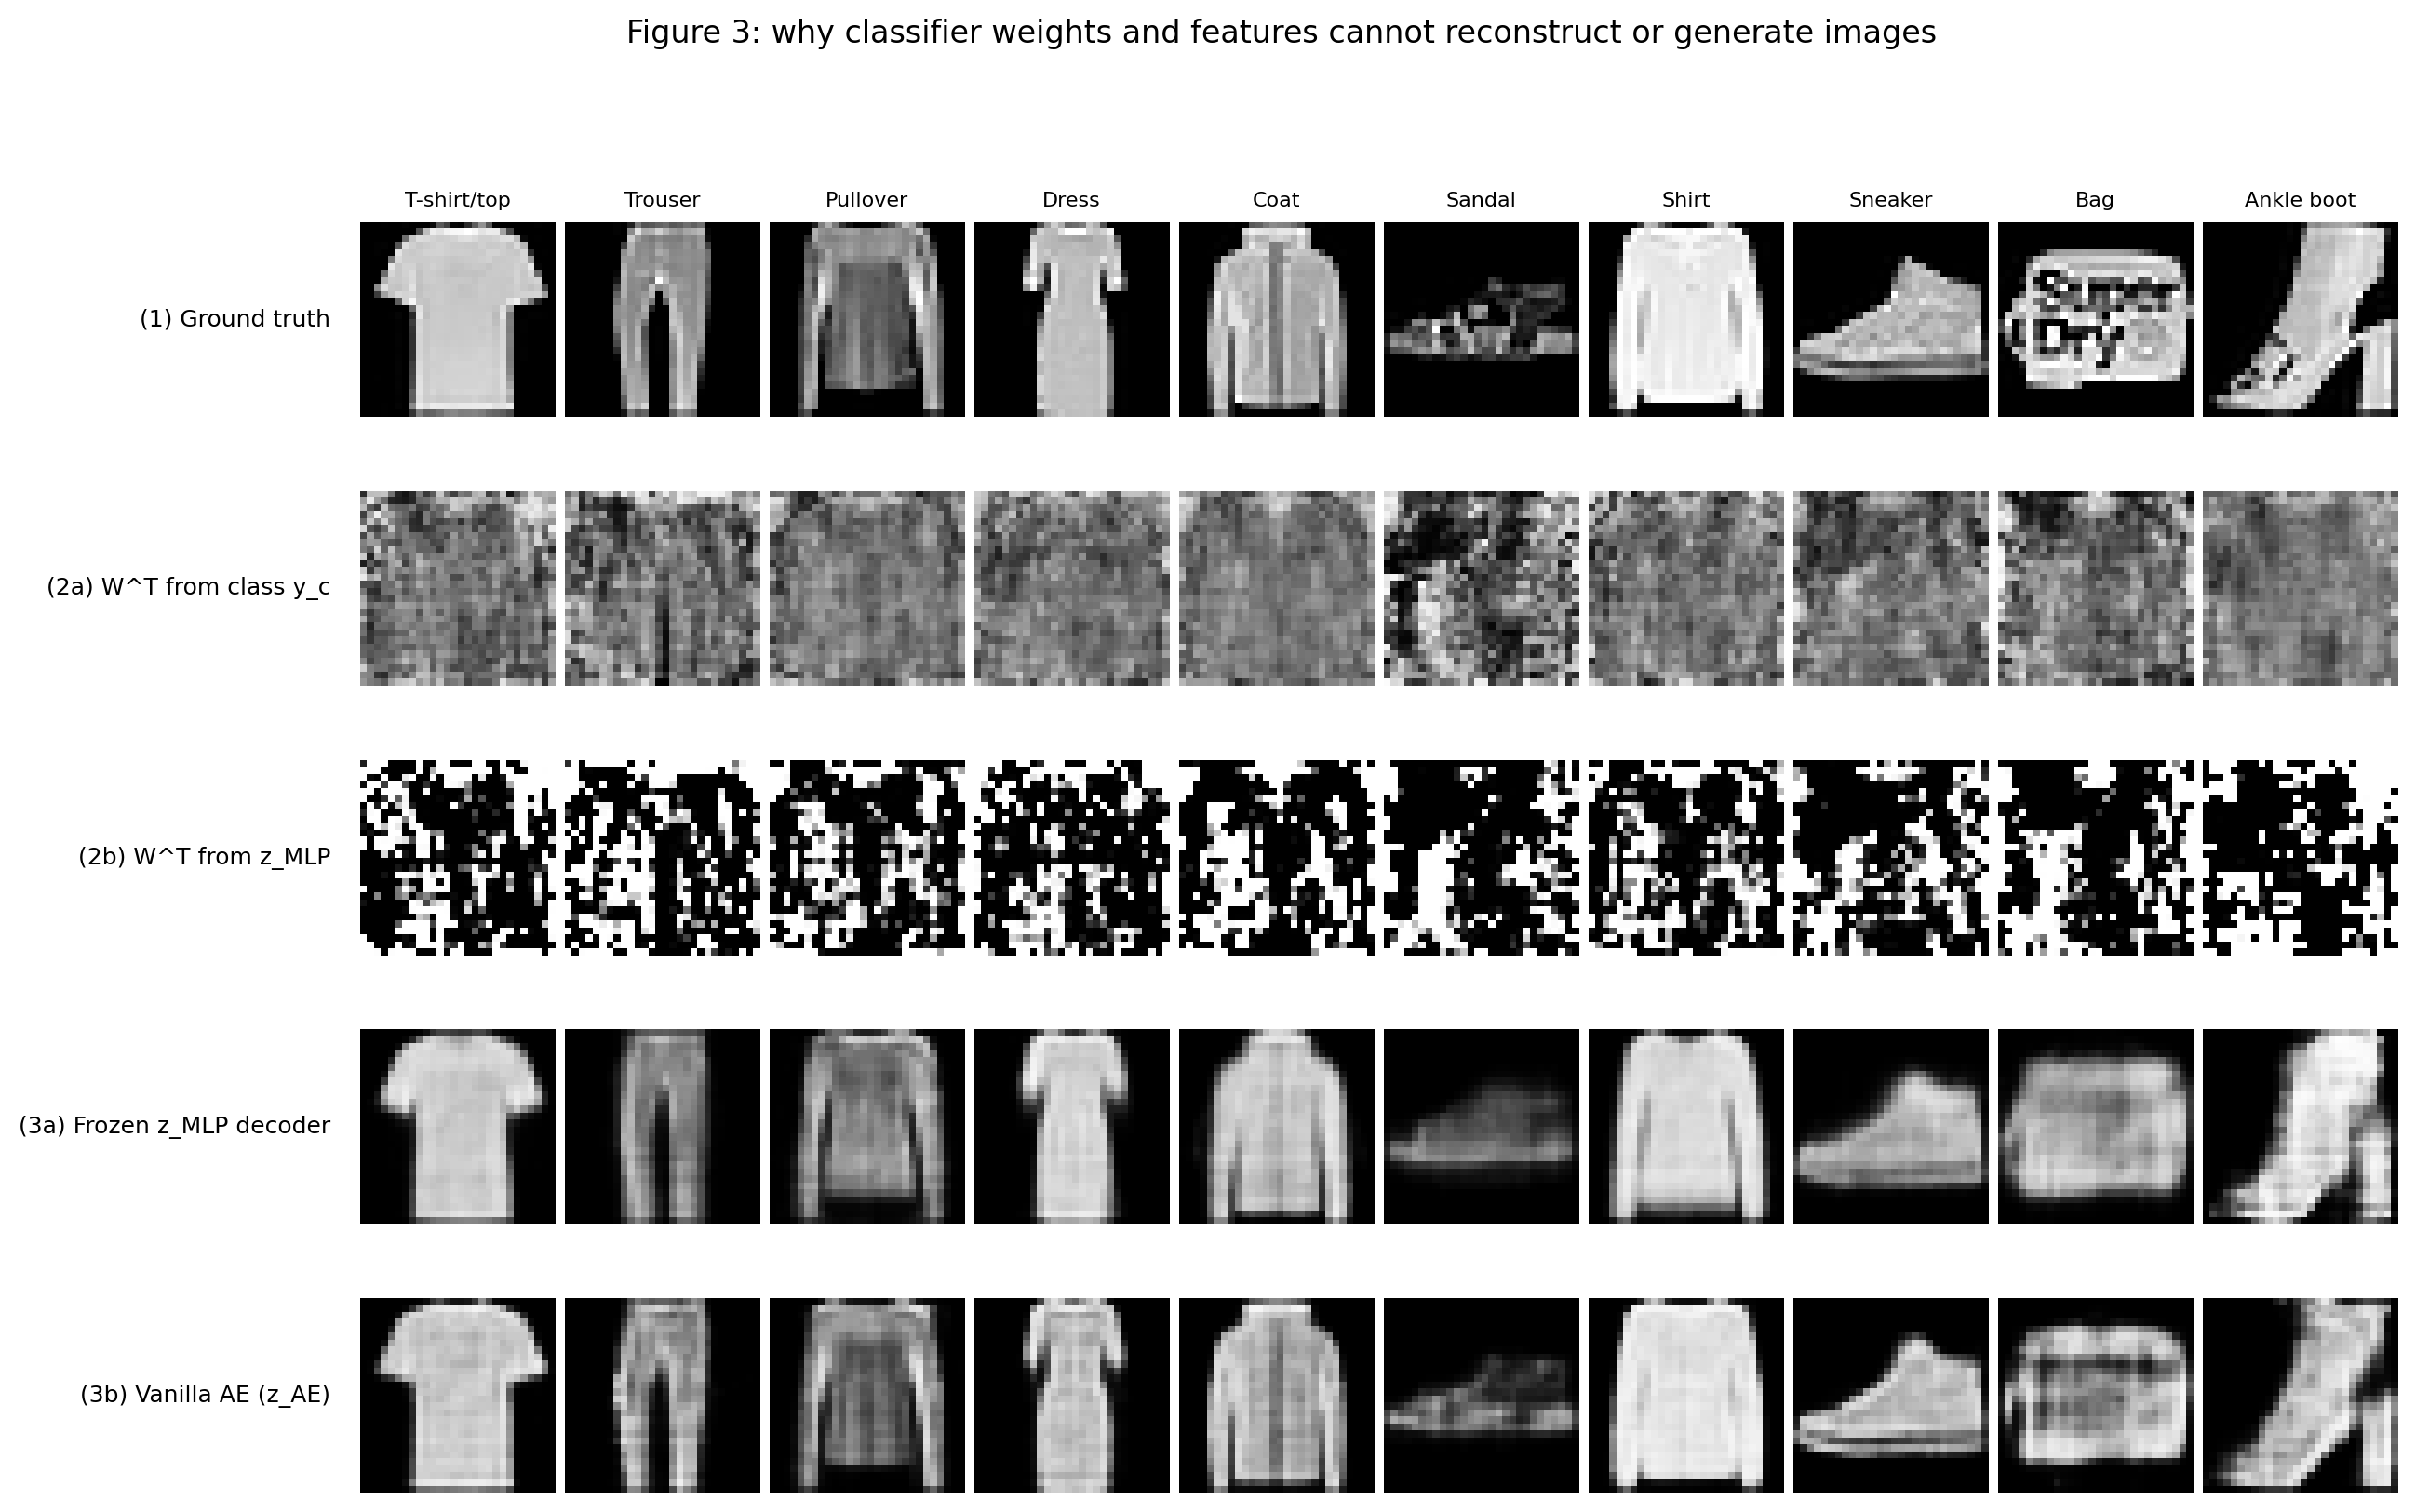 Figure 3: why classifier weights and features cannot reconstruct or generate images
T-shirt/top Trouser Pullover Dress Coat Sandal Shirt Sneaker Bag Ankle boot
(1) Ground truth
Super
Dry
(2a) W^T from class y_c
(2b) W^T from z_MLP
(3a) Frozen z_MLP decoder
(3b) Vanilla AE (z_AE)